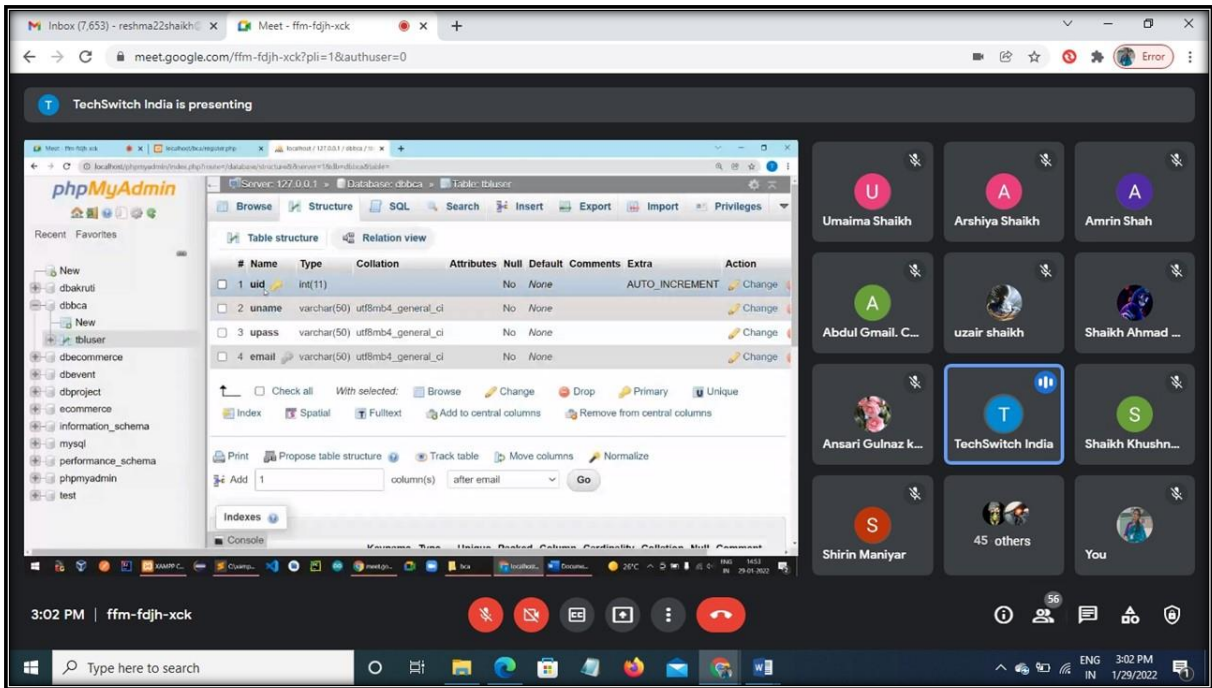 Inbox (7,653) - reshma22shaikh
Meet - ffm-fdjh-xck
meet.google.com/ffm-fdjh-xck?pli=1&authuser=0
Error
T TechSwitch India is presenting
phpMyAdmin
Recent Favorites
New
dbakruti
dbbca
New
tbluser
dbecommerce
dbevent
dbproject
ecommerce
information_schema
mysql
performance_schema
phpmyadmin
test
Server: 127.0.0.1 » Database: dbbca » Table: tbluser
Browse Structure SQL Search Insert Export Import Privileges
Table structure Relation view
# Name Type Collation Attributes Null Default Comments Extra Action
1 uid int(11) No None AUTO_INCREMENT Change
2 uname varchar(50) utf8mb4_general_ci No None Change
3 upass varchar(50) utf8mb4_general_ci No None Change
4 email varchar(50) utf8mb4_general_ci No None Change
Check all With selected: Browse Change Drop Primary Unique
Index Spatial Fulltext Add to central columns Remove from central columns
Print Propose table structure Track table Move columns Normalize
Add 1 column(s) after email Go
Indexes
Console
26°C ENG 1453
IN 29-01-2022
U A A
Umaima Shaikh Arshiya Shaikh Amrin Shah
A
Abdul Gmail. C... uzair shaikh Shaikh Ahmad ...
T S
Ansari Gulnaz k... TechSwitch India Shaikh Khushn...
S
Shirin Maniyar 45 others You
3:02 PM | ffm-fdjh-xck
56
Type here to search
ENG 3:02 PM
IN 1/29/2022